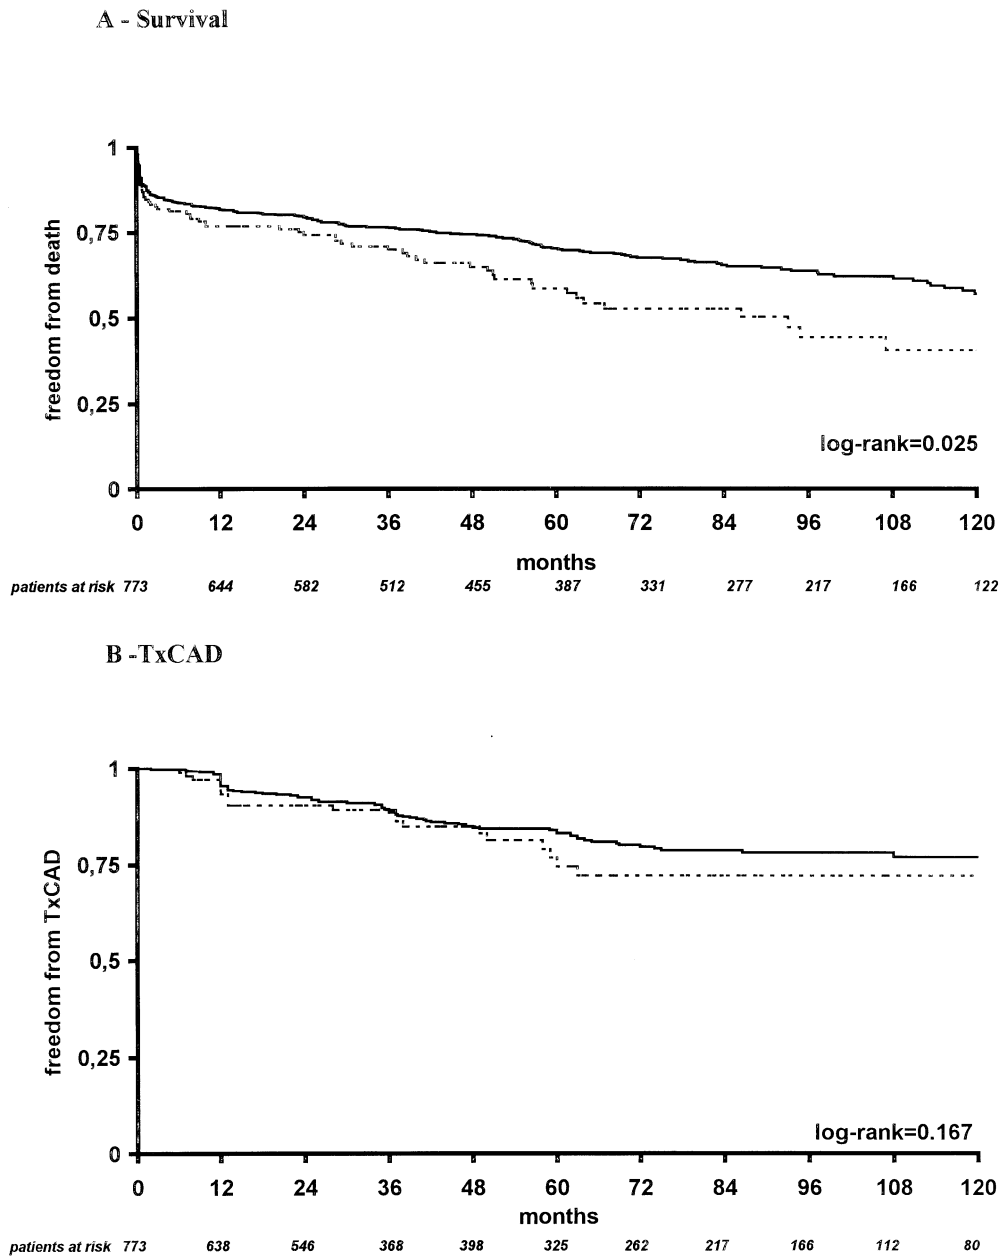 A - Survival
1
0,75
0,5
0,25
0
freedom from death
log-rank=0.025
0 12 24 36 48 60 72 84 96 108 120
months
patients at risk 773 644 582 512 455 387 331 277 217 166 122
B -TxCAD
1
0,75
0,5
0,25
0
freedom from TxCAD
log-rank=0.167
0 12 24 36 48 60 72 84 96 108 120
months
patients at risk 773 638 546 368 398 325 262 217 166 112 80